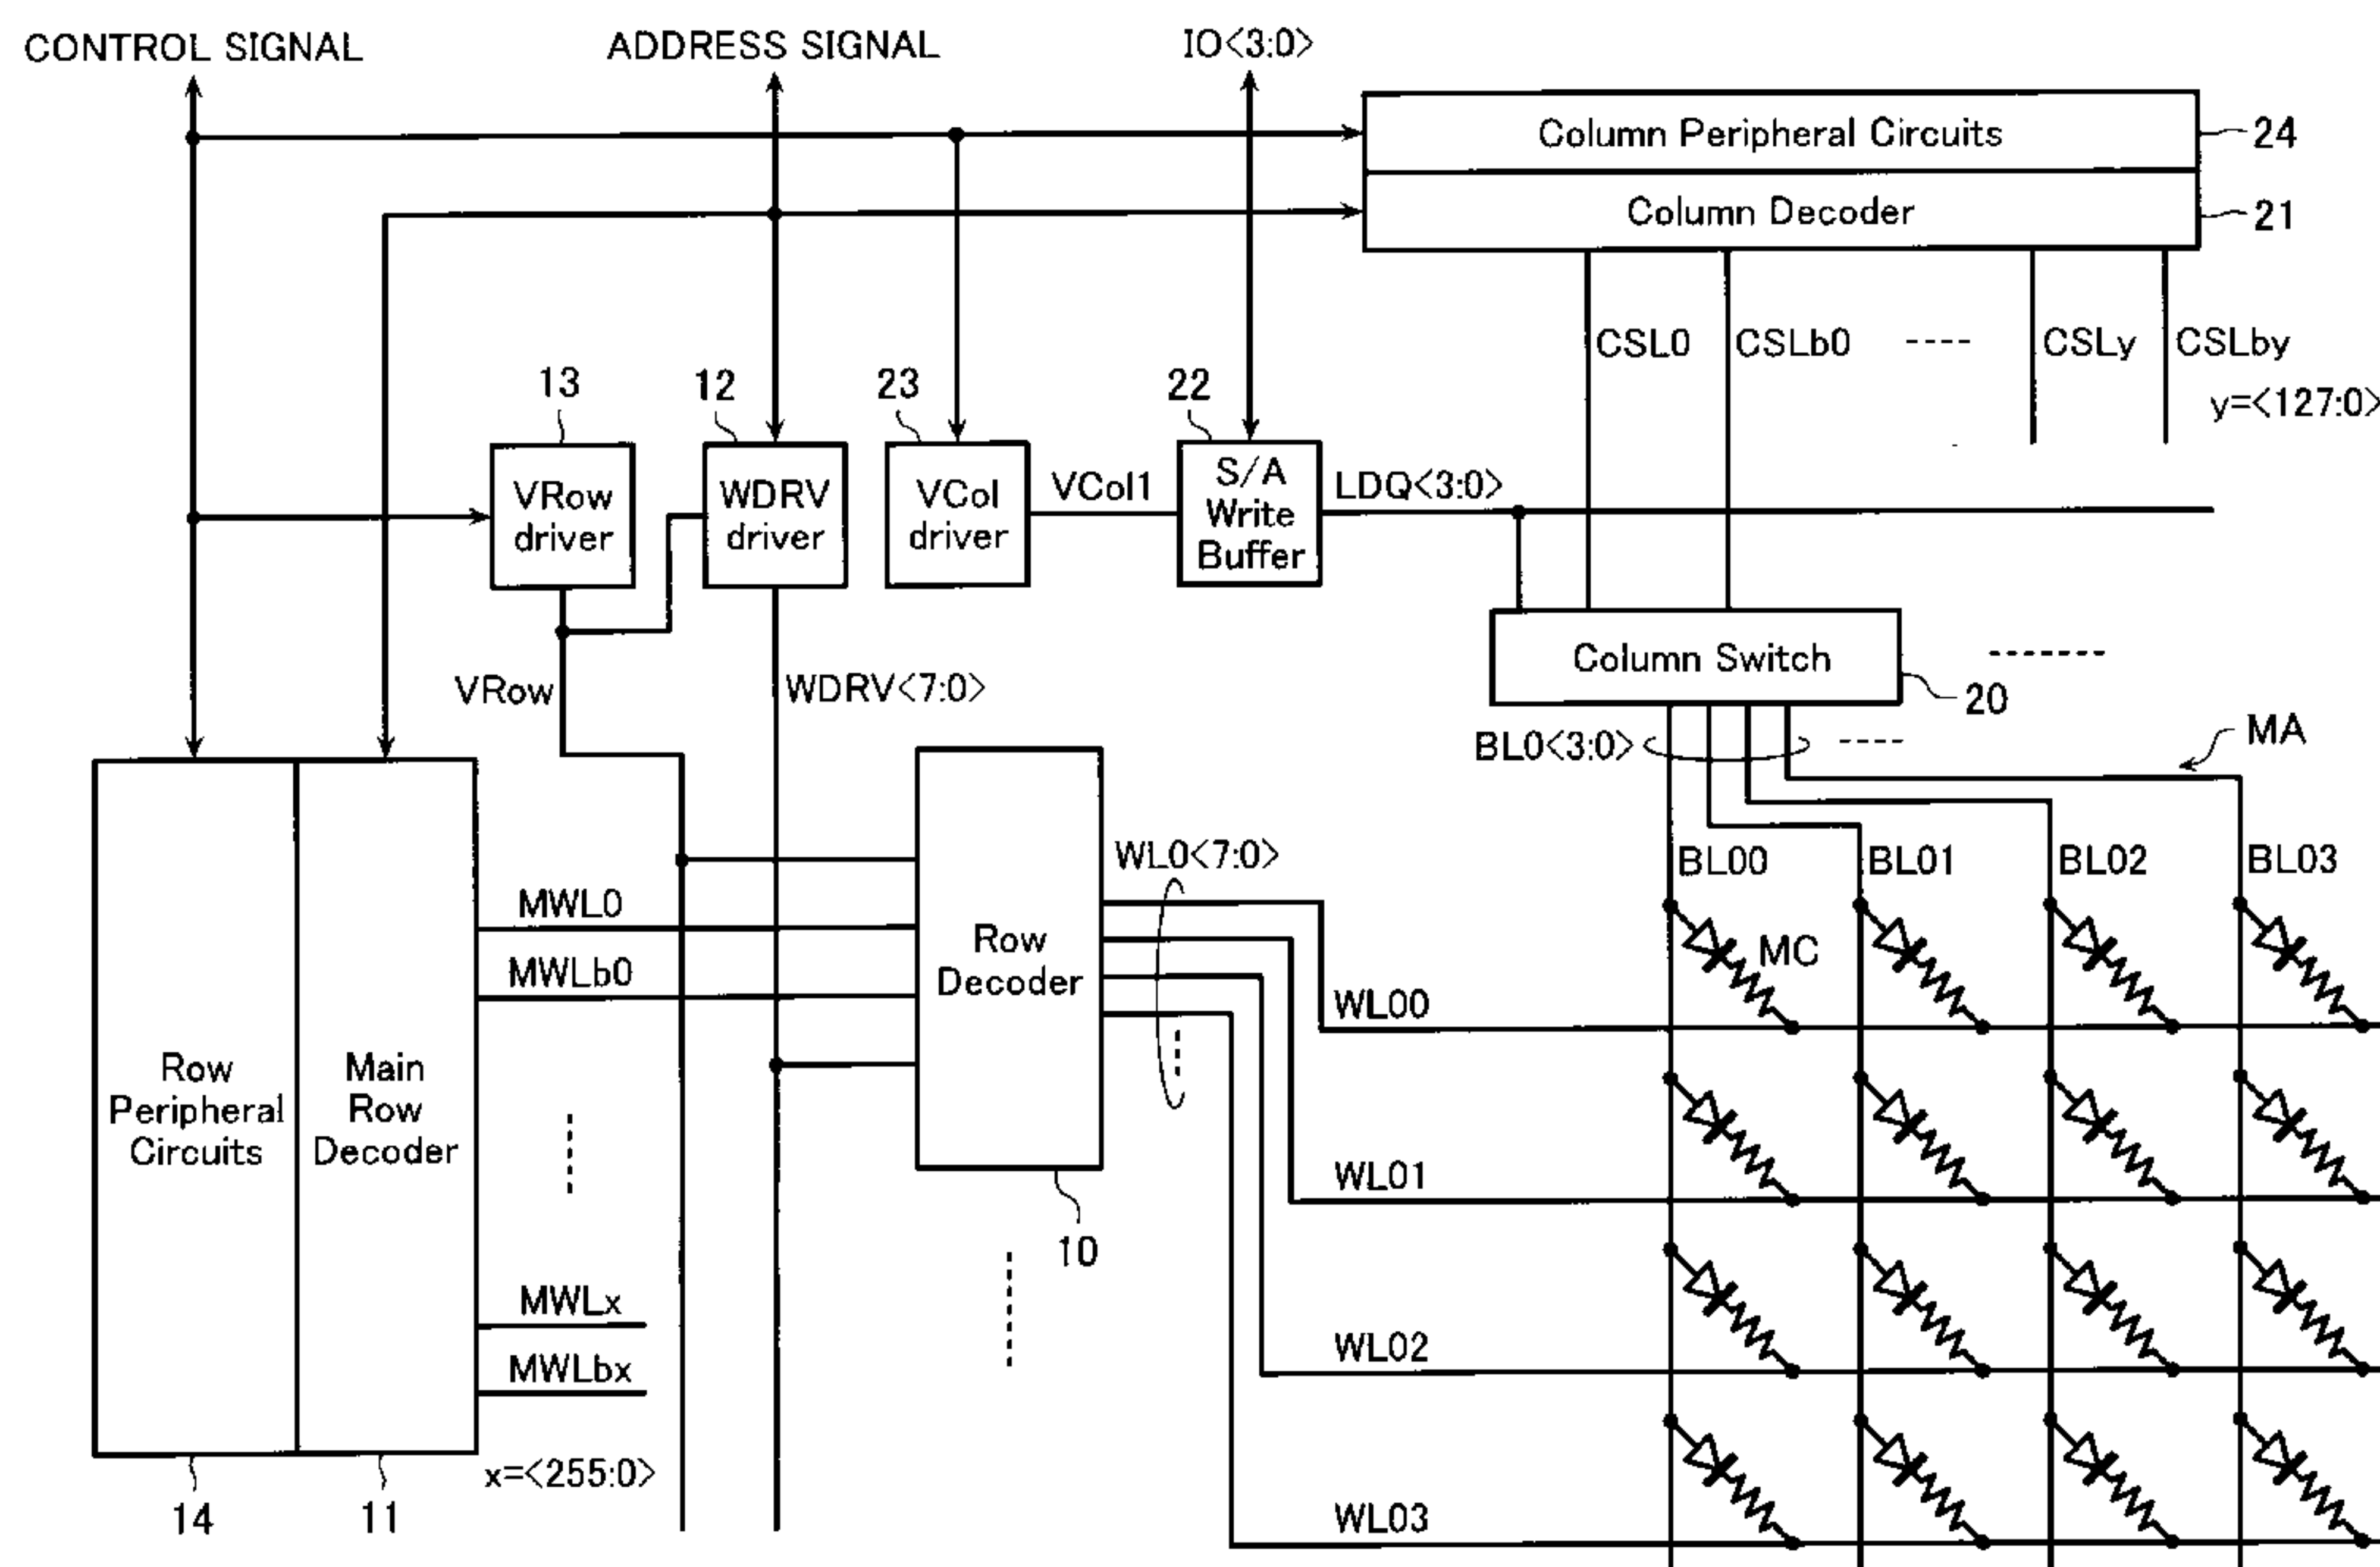 CONTROL SIGNAL
ADDRESS SIGNAL
IO<3:0>
Column Peripheral Circuits
24
Column Decoder
21
CSL0
CSLb0
CSLy
CSLby
y=<127:0>
13
12
23
22
VRow
driver
WDRV
driver
VCol
driver
VCol1
S/A
Write
Buffer
LDQ<3:0>
Column Switch
20
VRow
WDRV<7:0>
BL0<3:0>
MA
WL0<7:0>
BL00
BL01
BL02
BL03
MWL0
MWLb0
Row
Decoder
MC
WL00
Row
Peripheral
Circuits
Main
Row
Decoder
WL01
10
MWLx
MWLbx
WL02
x=<255:0>
14
11
WL03